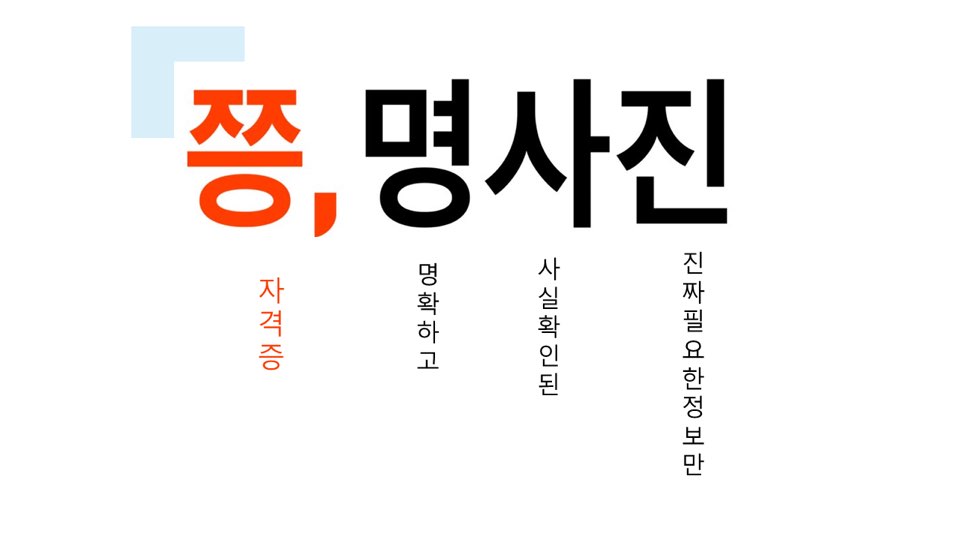 쯩, 명사진
자격증
명확하고
사실확인된
진짜필요한정보만